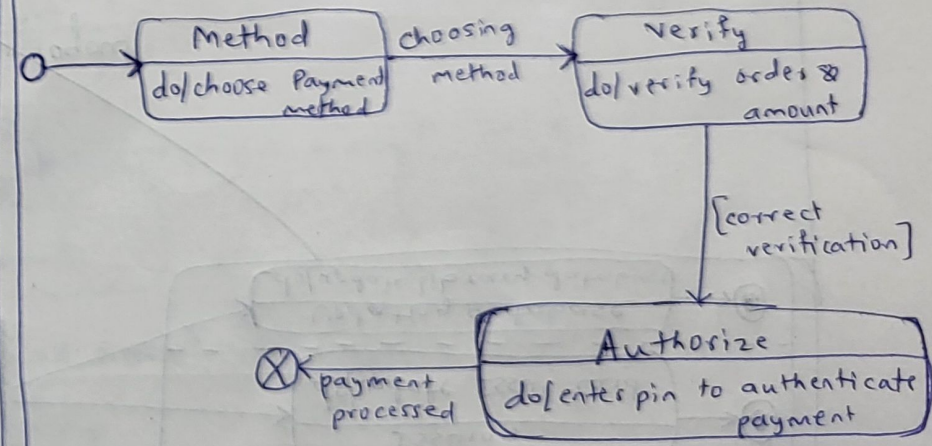 Method
do/choose Payment
method
choosing
method
Verify
do/verify order &
amount
[correct
verification]
Authorize
do/enter pin to authenticate
payment
payment
processed